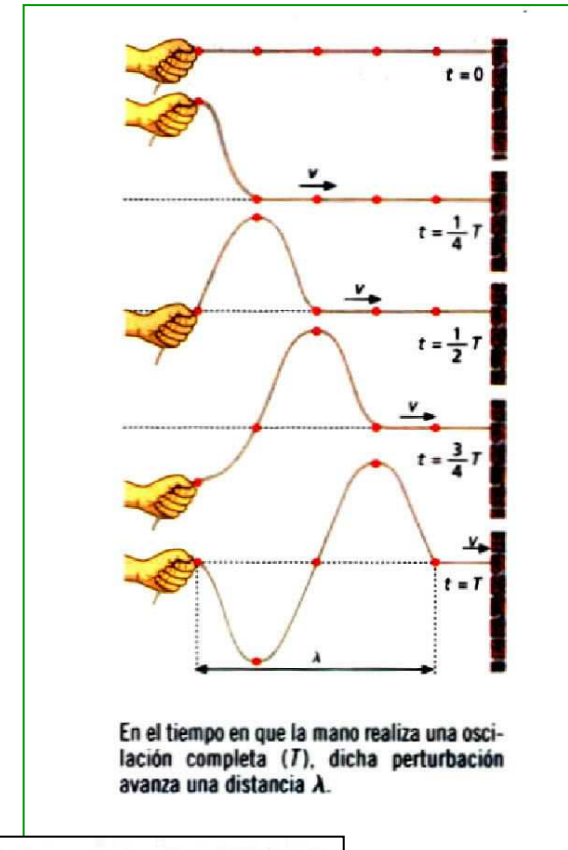 t = 0
v
t = 1/4 T
v
t = 1/2 T
v
t = 3/4 T
v
t = T
λ
En el tiempo en que la mano realiza una osci-
lación completa (T), dicha perturbación
avanza una distancia λ.